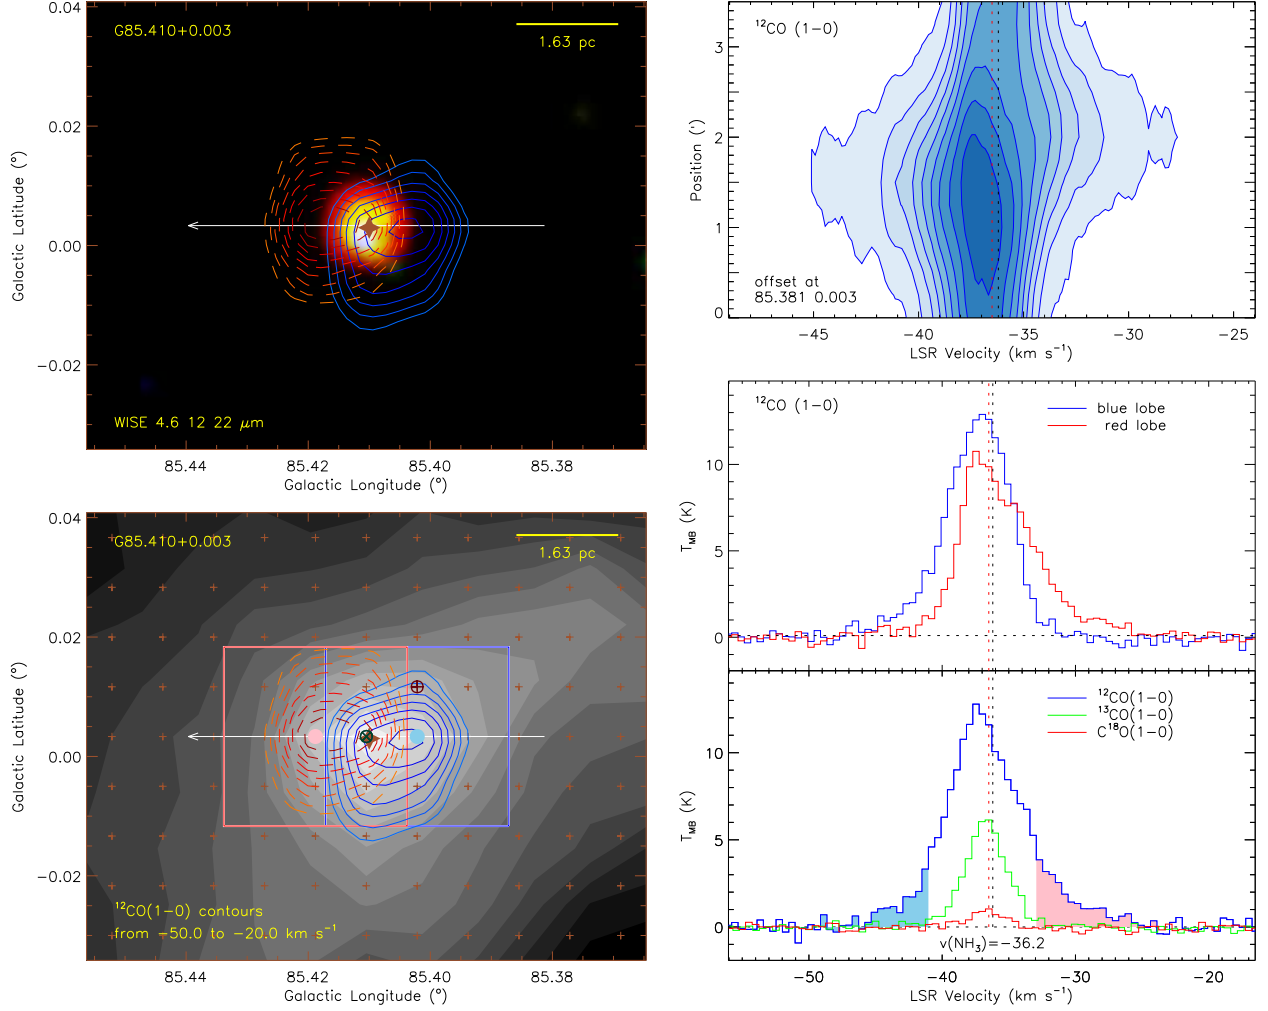 G85.410+0.003
1.63 pc
WISE 4.6 12 22 μm
0.04
0.02
0.00
−0.02
Galactic Latitude (°)
85.44
85.42
85.40
85.38
Galactic Longitude (°)
¹²CO (1−0)
offset at
85.381 0.003
3
2
1
0
Position (')
−45
−40
−35
−30
−25
LSR Velocity (km s⁻¹)
G85.410+0.003
1.63 pc
¹²CO(1−0) contours
from −50.0 to −20.0 km s⁻¹
0.04
0.02
0.00
−0.02
Galactic Latitude (°)
85.44
85.42
85.40
85.38
Galactic Longitude (°)
¹²CO (1−0)
blue lobe
red lobe
10
5
0
T_MB (K)
¹²CO(1−0)
¹³CO(1−0)
C¹⁸O(1−0)
10
5
0
T_MB (K)
v(NH₃)=−36.2
−50
−40
−30
−20
LSR Velocity (km s⁻¹)